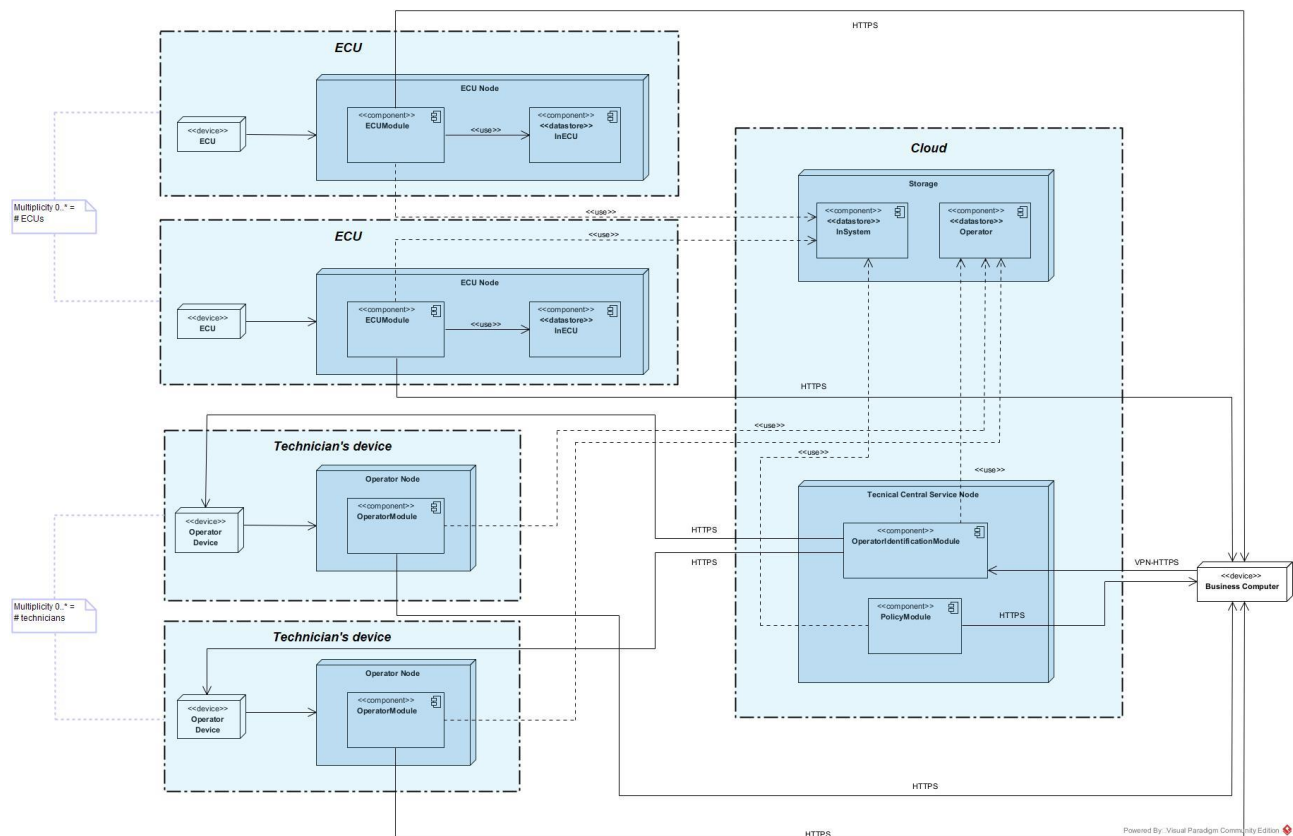 HTTPS
ECU
ECU Node
<<device>>
ECU
<<component>>
ECUModule
<<use>>
<<component>>
<<datastore>>
InECU
Multiplicity 0..* =
# ECUs
<<use>>
ECU
<<use>>
ECU Node
<<device>>
ECU
<<component>>
ECUModule
<<use>>
<<component>>
<<datastore>>
InECU
HTTPS
Cloud
Storage
<<component>>
<<datastore>>
InSystem
<<component>>
<<datastore>>
Operator
<<use>>
<<use>>
<<use>>
Technician's device
Operator Node
<<device>>
Operator
Device
<<component>>
OperatorModule
HTTPS
HTTPS
Tecnical Central Service Node
<<component>>
OperatorIdentificationModule
<<component>>
PolicyModule
HTTPS
VPN-HTTPS
<<device>>
Business Computer
Multiplicity 0..* =
# technicians
Technician's device
Operator Node
<<device>>
Operator
Device
<<component>>
OperatorModule
HTTPS
HTTPS
Powered By: Visual Paradigm Community Edition